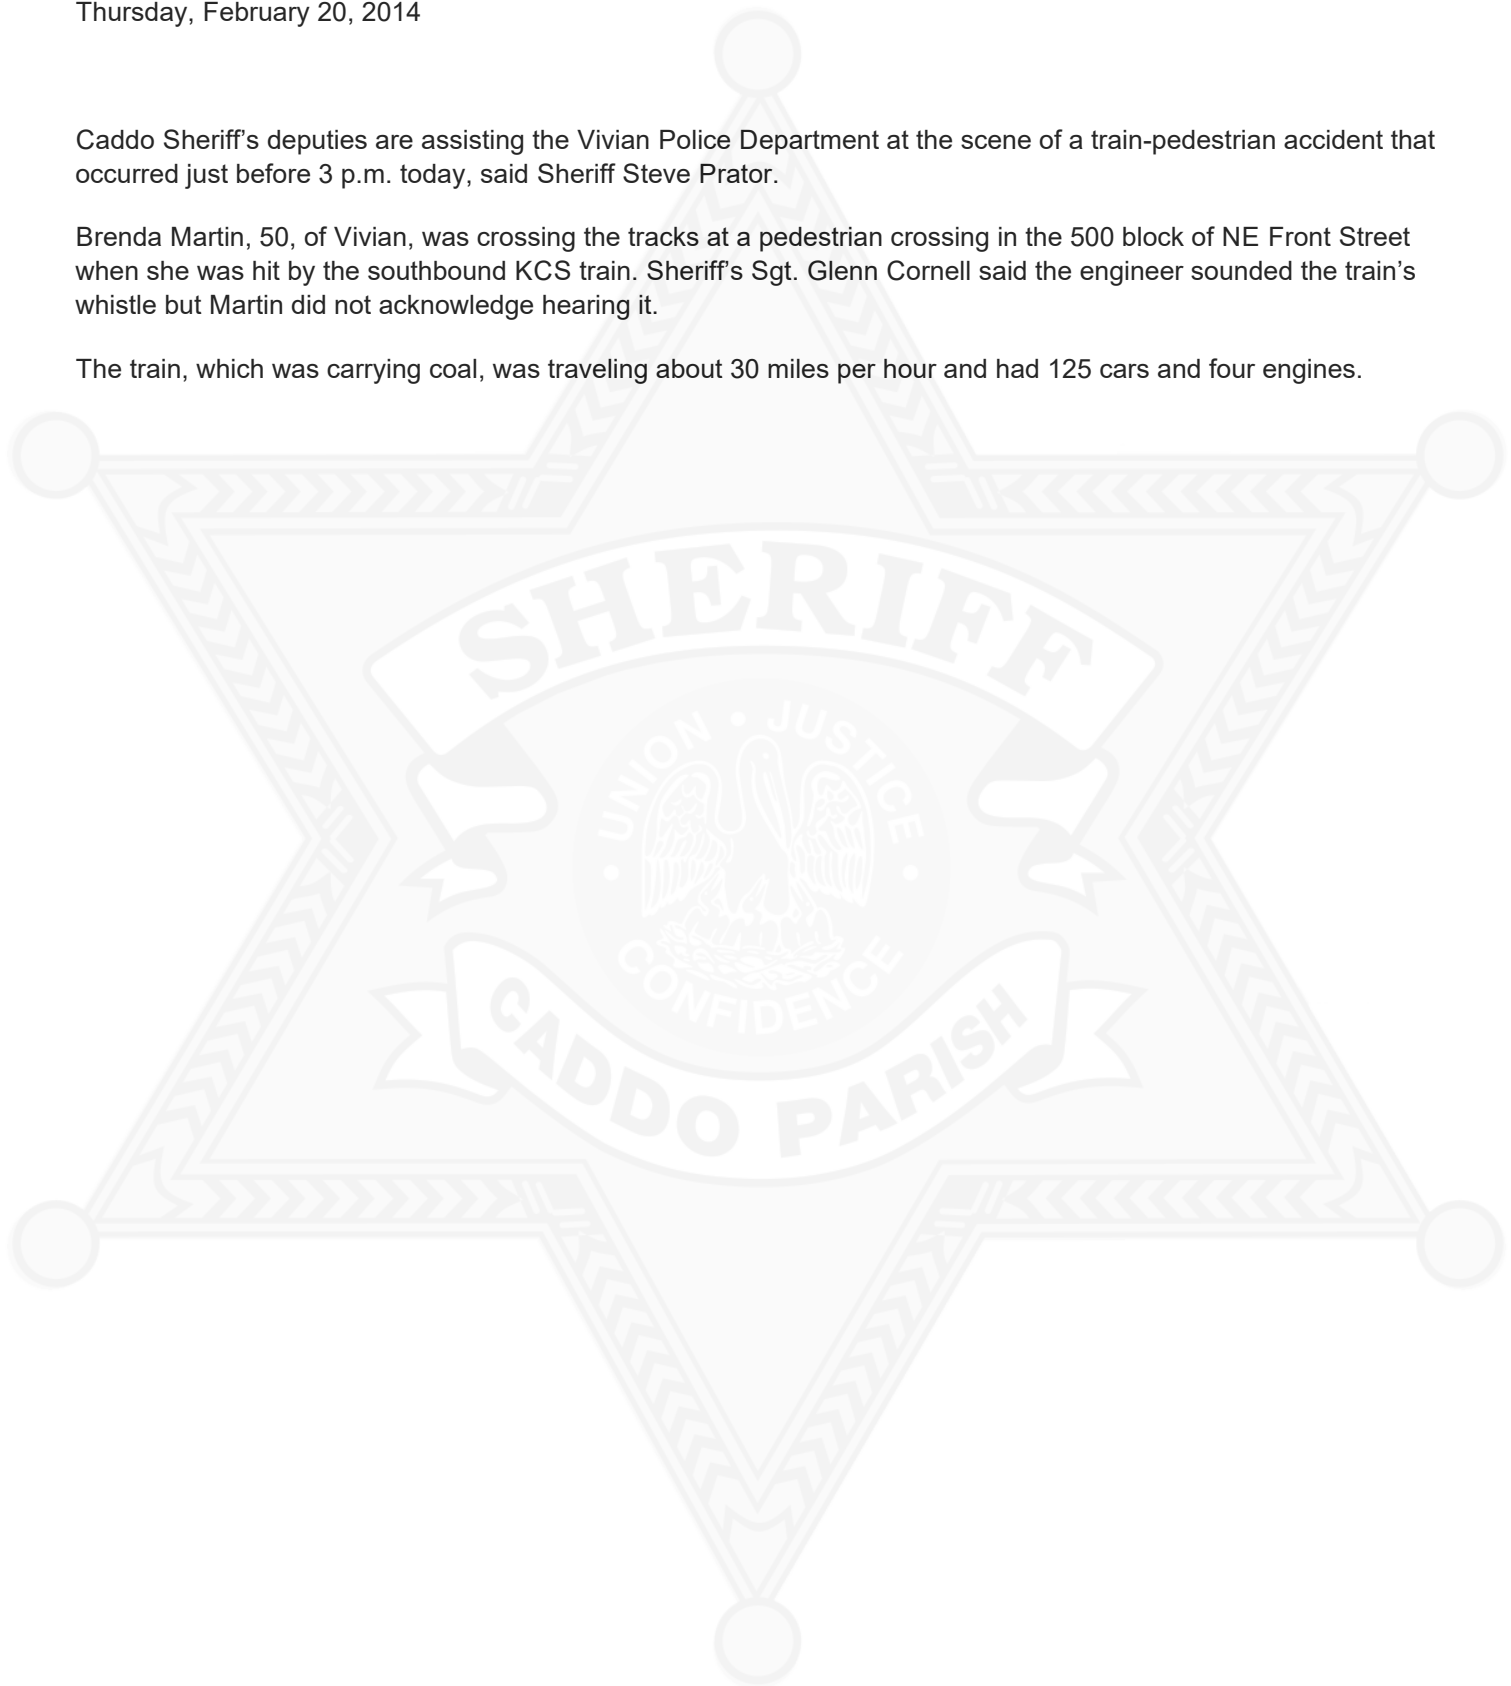 Thursday, February 20, 2014
Caddo Sheriff’s deputies are assisting the Vivian Police Department at the scene of a train-pedestrian accident that
occurred just before 3 p.m. today, said Sheriff Steve Prator.
Brenda Martin, 50, of Vivian, was crossing the tracks at a pedestrian crossing in the 500 block of NE Front Street
when she was hit by the southbound KCS train. Sheriff’s Sgt. Glenn Cornell said the engineer sounded the train’s
whistle but Martin did not acknowledge hearing it.
The train, which was carrying coal, was traveling about 30 miles per hour and had 125 cars and four engines.
SHERIFF
UNION • JUSTICE
• CONFIDENCE •
CADDO PARISH